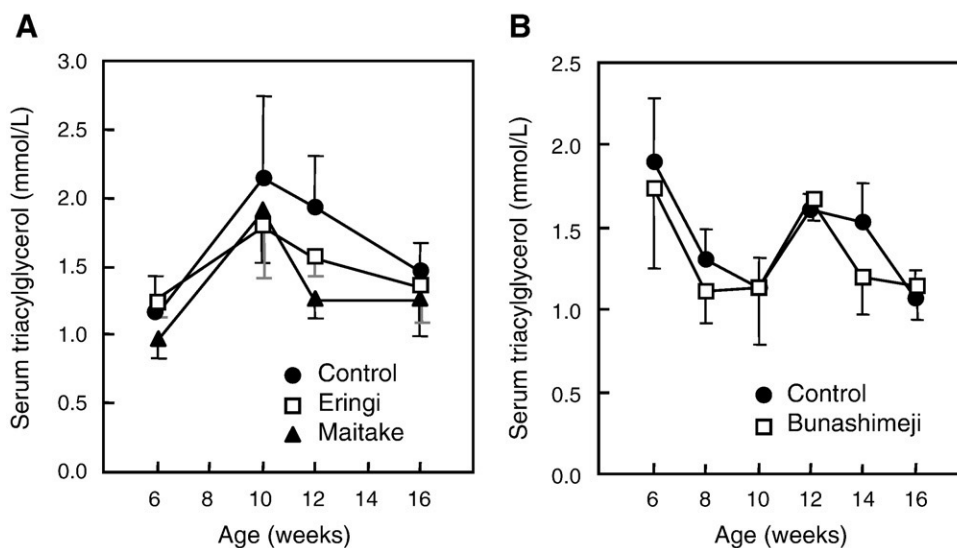 A
3.0
2.5
2.0
1.5
1.0
0.5
0.0
Serum triacylglycerol (mmol/L)
Control
Eringi
Maitake
6 8 10 12 14 16
Age (weeks)
B
2.5
2.0
1.5
1.0
0.5
0.0
Serum triacylglycerol (mmol/L)
Control
Bunashimeji
6 8 10 12 14 16
Age (weeks)